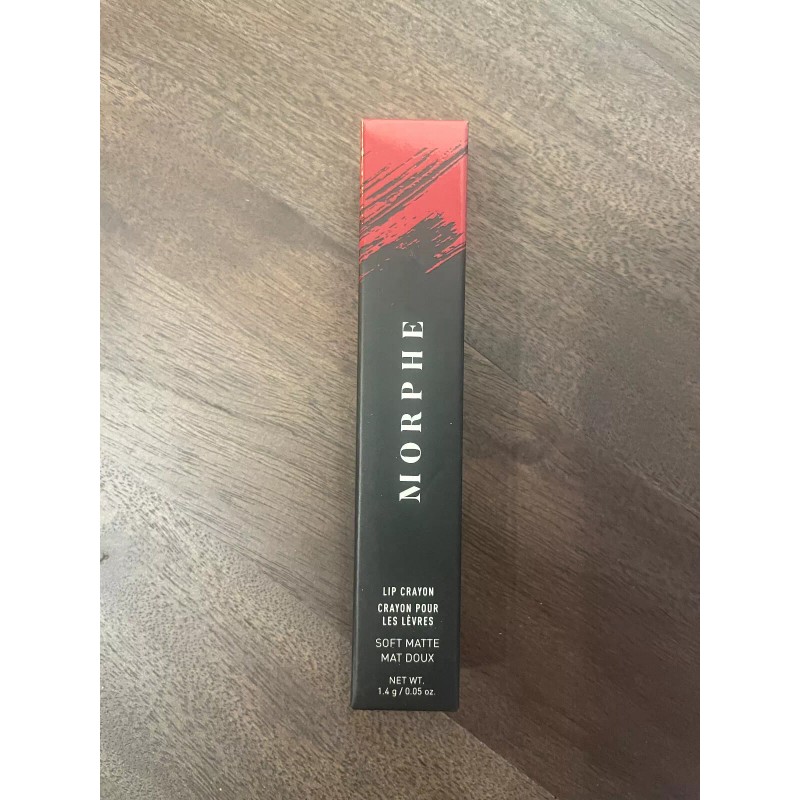 MORPHE
LIP CRAYON
CRAYON POUR
LES LÈVRES
SOFT MATTE
MAT DOUX
NET WT.
1.4 g / 0.05 oz.